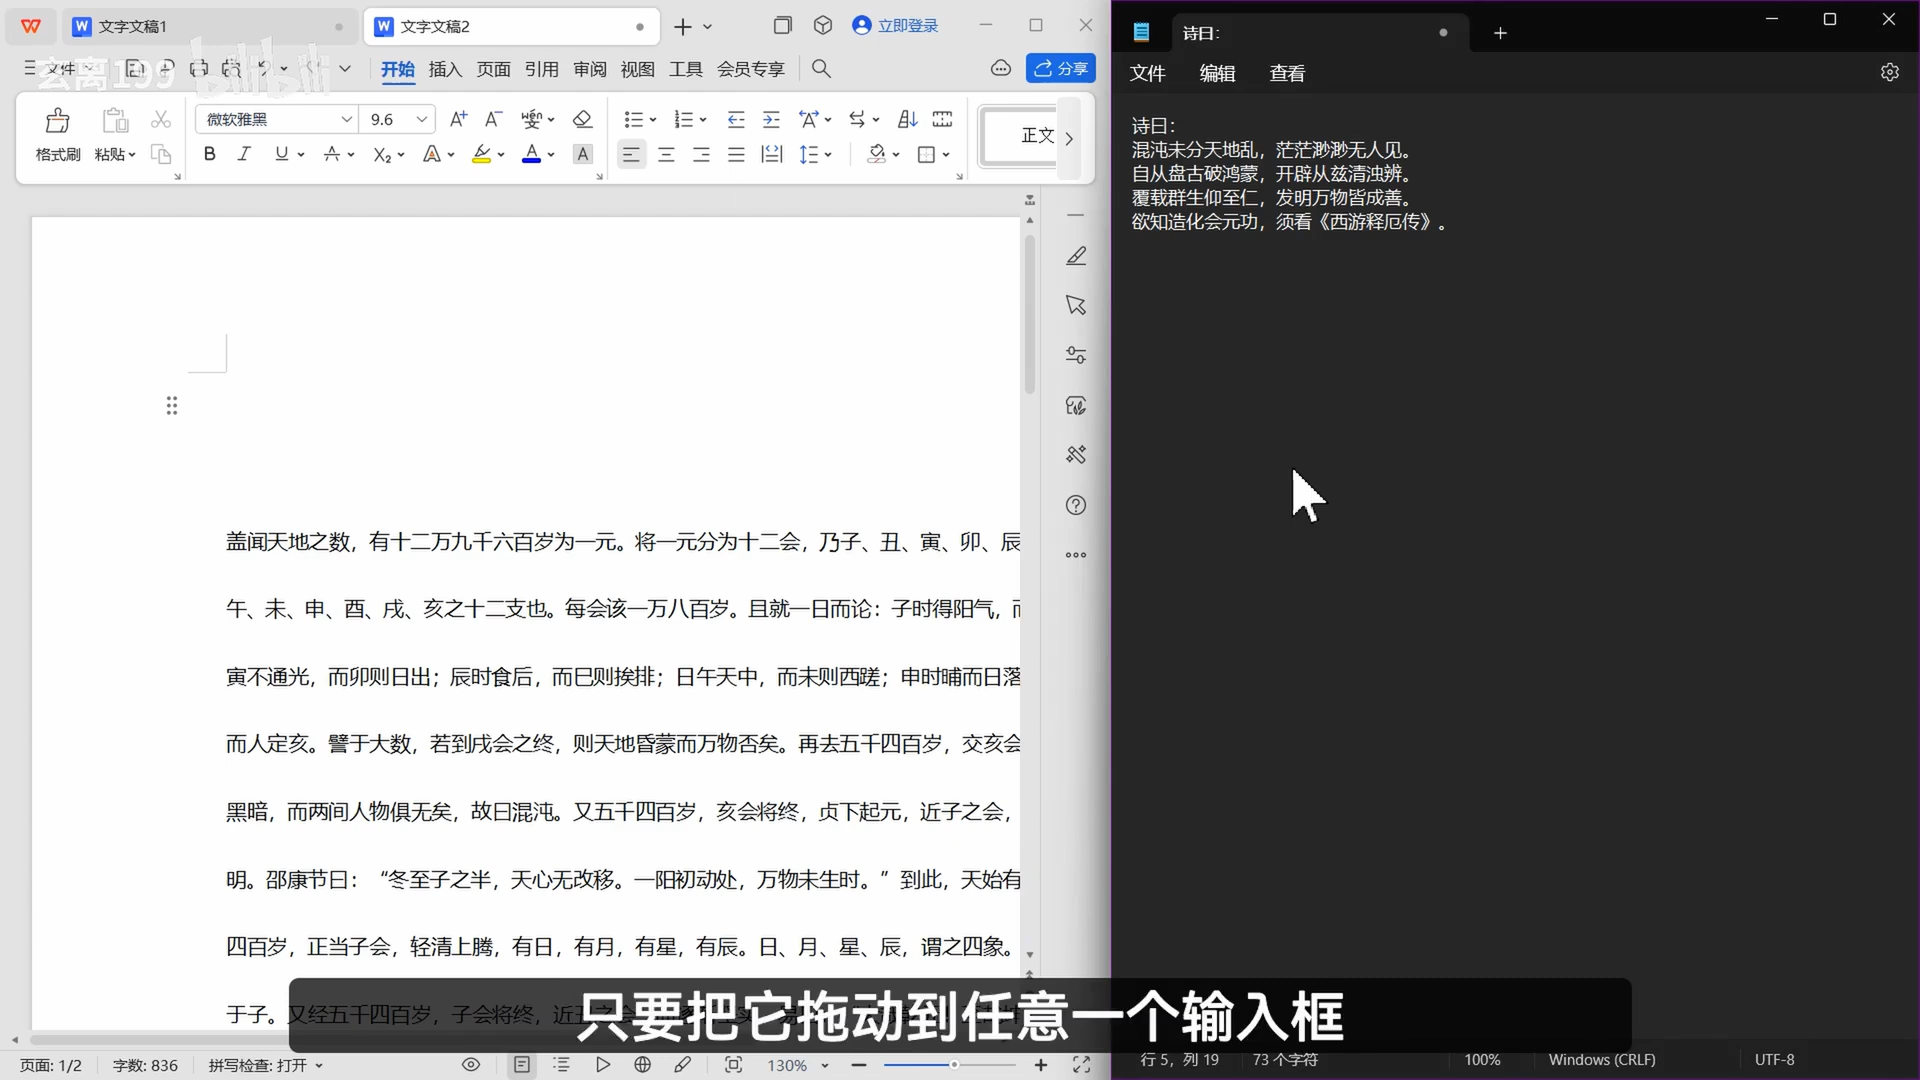 文字文稿1
文字文稿2
立即登录
文件
玄离199
bilibili
开始 插入 页面 引用 审阅 视图 工具 会员专享
分享
微软雅黑
9.6
格式刷
粘贴
正文
盖闻天地之数，有十二万九千六百岁为一元。将一元分为十二会，乃子、丑、寅、卯、辰
午、未、申、酉、戌、亥之十二支也。每会该一万八百岁。且就一日而论：子时得阳气，
寅不通光，而卯则日出；辰时食后，而巳则挨排；日午天中，而未则西蹉；申时晡而日落
而人定亥。譬于大数，若到戌会之终，则天地昏蒙而万物否矣。再去五千四百岁，交亥会
黑暗，而两间人物俱无矣，故曰混沌。又五千四百岁，亥会将终，贞下起元，近子之会，
明。邵康节曰：“冬至子之半，天心无改移。一阳初动处，万物未生时。”到此，天始有
四百岁，正当子会，轻清上腾，有日，有月，有星，有辰。日、月、星、辰，谓之四象。
于子。又经五千四百岁，子会将终，近
只要把它拖动到任意一个输入框
页面: 1/2
字数: 836
拼写检查: 打开
130%
诗曰:
文件 编辑 查看
诗曰：
混沌未分天地乱，茫茫渺渺无人见。
自从盘古破鸿蒙，开辟从兹清浊辨。
覆载群生仰至仁，发明万物皆成善。
欲知造化会元功，须看《西游释厄传》。
行 5，列 19
73 个字符
100%
Windows (CRLF)
UTF-8